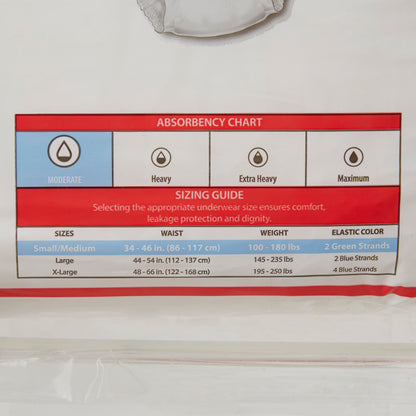 ABSORBENCY CHART
MODERATE Heavy Extra Heavy Maximum
SIZING GUIDE
Selecting the appropriate underwear size ensures comfort,
leakage protection and dignity.
SIZES WAIST WEIGHT ELASTIC COLOR
Small/Medium 34 - 46 in. (86 - 117 cm) 100 - 180 lbs 2 Green Strands
Large 44 - 54 in. (112 - 137 cm) 145 - 235 lbs 2 Blue Strands
X-Large 48 - 66 in. (122 - 168 cm) 195 - 250 lbs 4 Blue Strands